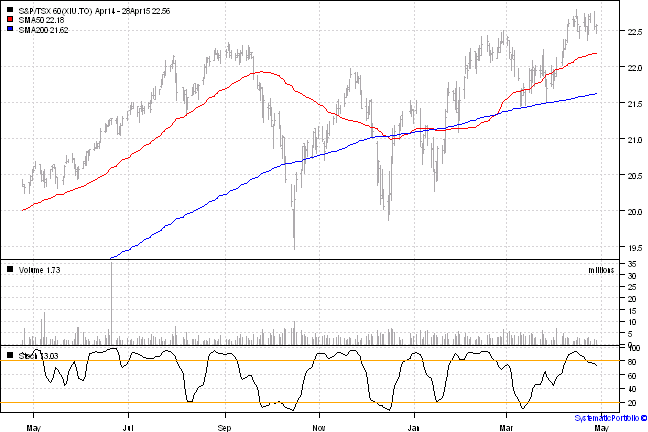 S&P/TSX 60(XIU.TO) Apr14 - 28Apr15 22.56
SMA50 22.18
SMA200 21.62
22.5
22.0
21.5
21.0
20.5
20.0
19.5
Volume 1.73
millions
35
30
25
20
15
10
5
0
Stoch 73.03
100
80
60
40
20
May
Jul
Sep
Nov
Jan
Mar
May
SystematicPortfolio ©